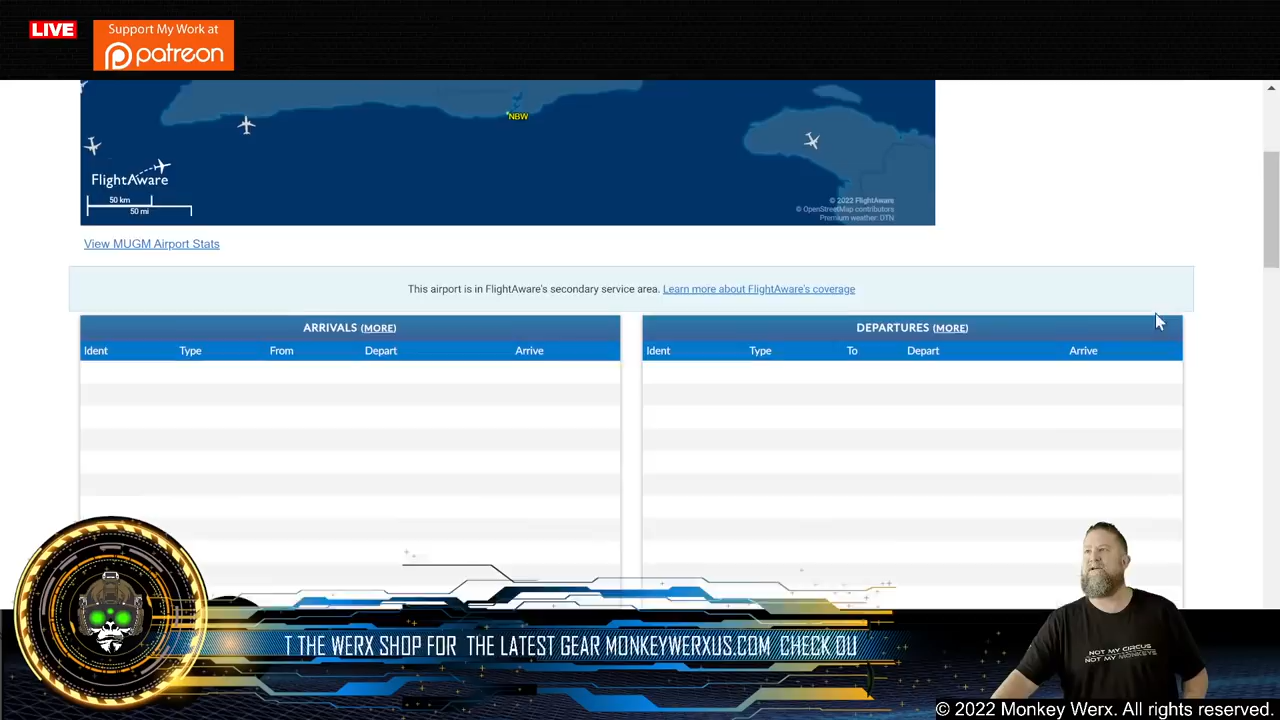 LIVE
Support My Work at
patreon
NBW
FlightAware
50 km
50 mi
© 2022 FlightAware
© OpenStreetMap contributors
Premium weather: DTN
View MUGM Airport Stats
This airport is in FlightAware's secondary service area. Learn more about FlightAware's coverage
ARRIVALS (MORE)
Ident Type From Depart Arrive
DEPARTURES (MORE)
Ident Type To Depart Arrive
T THE WERX SHOP FOR THE LATEST GEAR MONKEYWERXUS.COM CHECK OU
NOT MY CIRCUS
NOT MY MONKEYS
© 2022 Monkey Werx. All rights reserved.